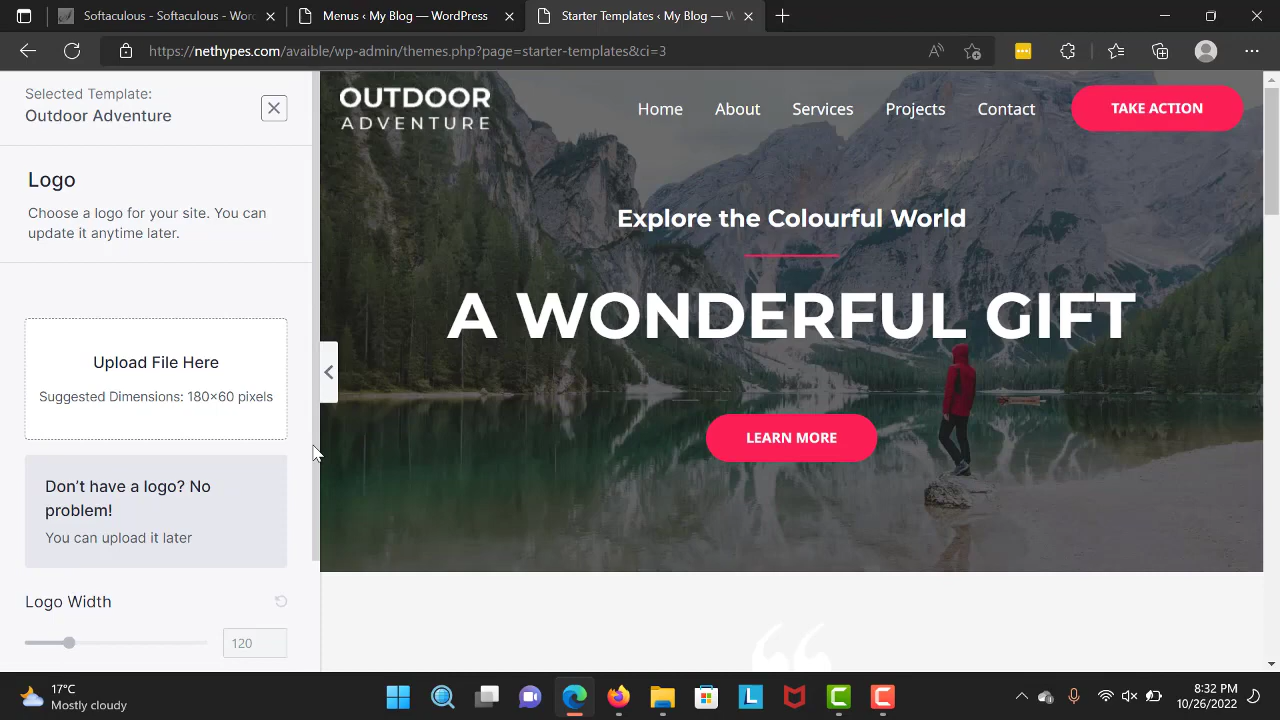 Softaculous - Softaculous - Wor
Menus ‹ My Blog — WordPress
Starter Templates ‹ My Blog — W
https://nethypes.com/avaible/wp-admin/themes.php?page=starter-templates&ci=3
Selected Template:
Outdoor Adventure
Logo
Choose a logo for your site. You can
update it anytime later.
Upload File Here
Suggested Dimensions: 180×60 pixels
Don't have a logo? No
problem!
You can upload it later
Logo Width
120
OUTDOOR
ADVENTURE
Home About Services Projects Contact TAKE ACTION
Explore the Colourful World
A WONDERFUL GIFT
LEARN MORE
17°C
Mostly cloudy
8:32 PM
10/26/2022